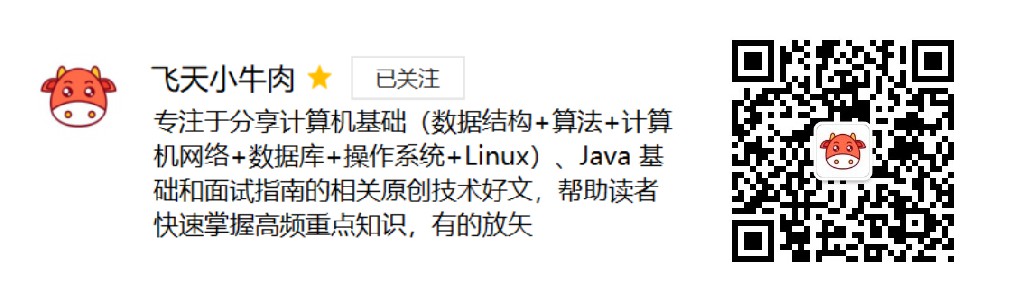 飞天小牛肉 已关注
专注于分享计算机基础（数据结构+算法+计算
机网络+数据库+操作系统+Linux）、Java 基
础和面试指南的相关原创技术好文，帮助读者
快速掌握高频重点知识，有的放矢